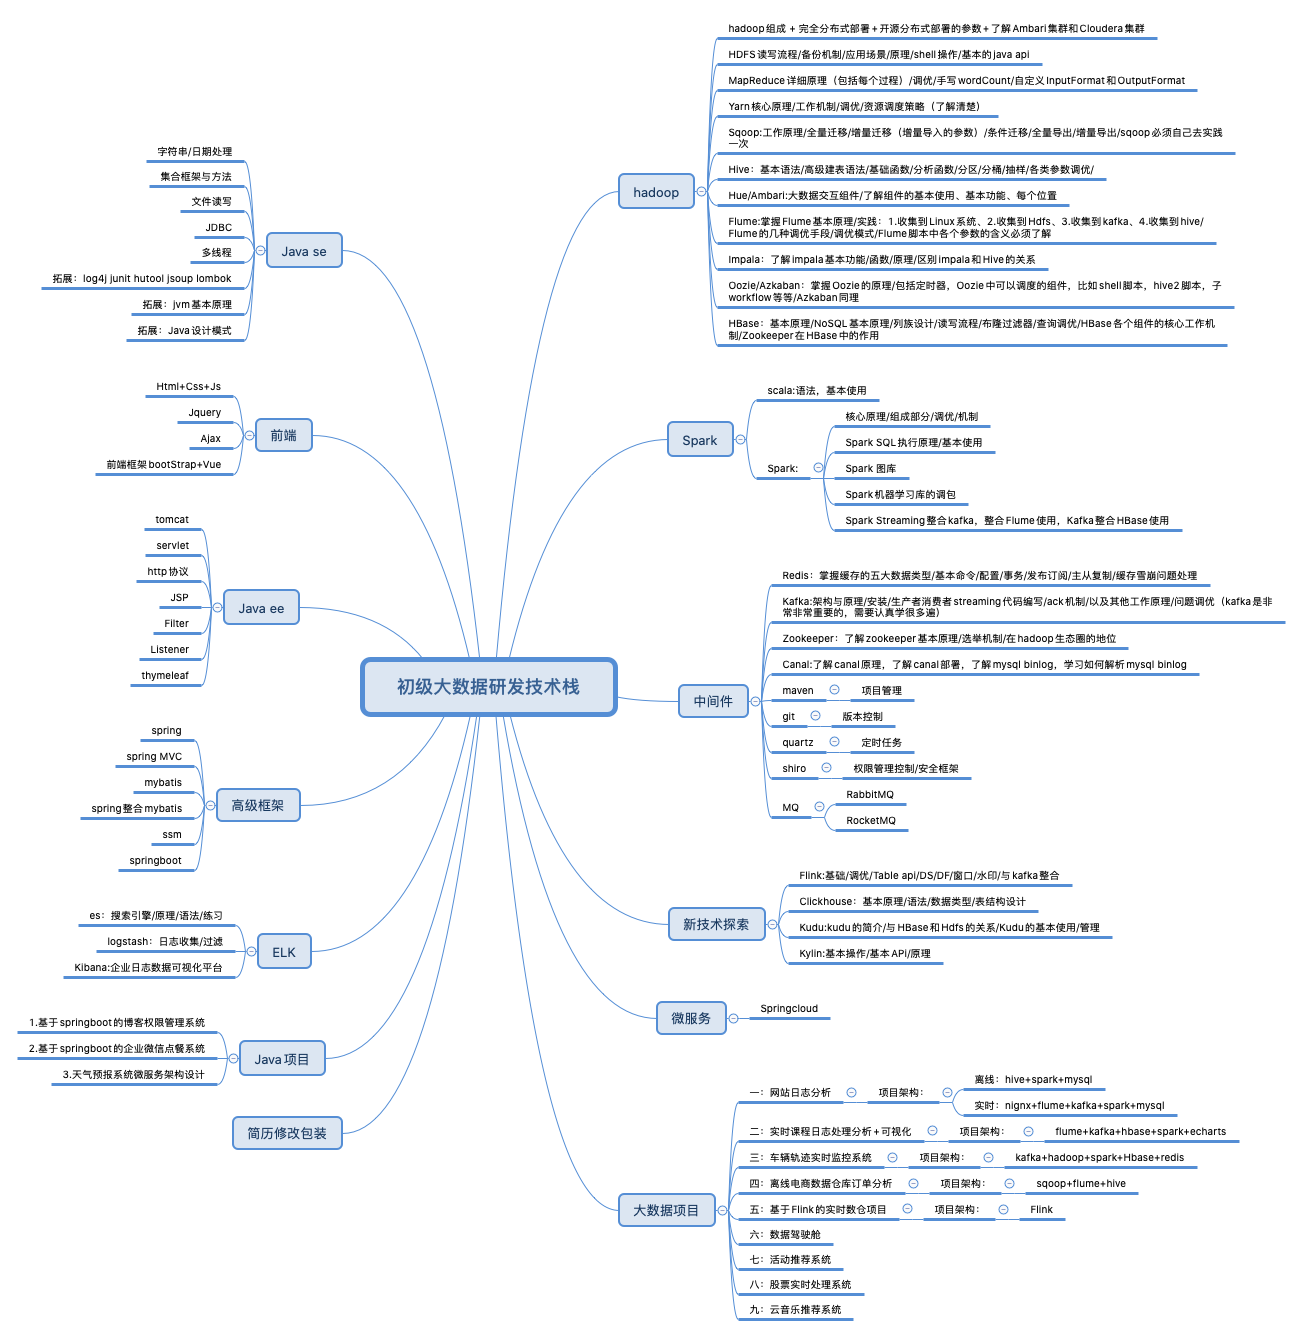 初级大数据研发技术栈
Java se
字符串/日期处理
集合框架与方法
文件读写
JDBC
多线程
拓展：log4j junit hutool jsoup lombok
拓展：jvm基本原理
拓展：Java设计模式
前端
Html+Css+Js
Jquery
Ajax
前端框架bootStrap+Vue
Java ee
tomcat
servlet
http协议
JSP
Filter
Listener
thymeleaf
高级框架
spring
spring MVC
mybatis
spring整合mybatis
ssm
springboot
ELK
es：搜索引擎/原理/语法/练习
logstash：日志收集/过滤
Kibana:企业日志数据可视化平台
Java项目
1.基于springboot的博客权限管理系统
2.基于springboot的企业微信点餐系统
3.天气预报系统微服务架构设计
简历修改包装
hadoop
hadoop组成 + 完全分布式部署+开源分布式部署的参数+了解Ambari集群和Cloudera集群
HDFS读写流程/备份机制/应用场景/原理/shell操作/基本的java api
MapReduce详细原理（包括每个过程）/调优/手写wordCount/自定义InputFormat和OutputFormat
Yarn核心原理/工作机制/调优/资源调度策略（了解清楚）
Sqoop:工作原理/全量迁移/增量迁移（增量导入的参数）/条件迁移/全量导出/增量导出/sqoop必须自己去实践
一次
Hive：基本语法/高级建表语法/基础函数/分析函数/分区/分桶/抽样/各类参数调优/
Hue/Ambari:大数据交互组件/了解组件的基本使用、基本功能、每个位置
Flume:掌握Flume基本原理/实践：1.收集到Linux系统、2.收集到Hdfs、3.收集到kafka、4.收集到hive/
Flume的几种调优手段/调优模式/Flume脚本中各个参数的含义必须了解
Impala：了解impala基本功能/函数/原理/区别impala和Hive的关系
Oozie/Azkaban：掌握Oozie的原理/包括定时器，Oozie中可以调度的组件，比如shell脚本，hive2脚本，子
workflow等等/Azkaban同理
HBase：基本原理/NoSQL基本原理/列族设计/读写流程/布隆过滤器/查询调优/HBase各个组件的核心工作机
制/Zookeeper在HBase中的作用
Spark
scala:语法，基本使用
Spark:
核心原理/组成部分/调优/机制
Spark SQL执行原理/基本使用
Spark 图库
Spark机器学习库的调包
Spark Streaming整合kafka，整合Flume使用，Kafka整合HBase使用
中间件
Redis：掌握缓存的五大数据类型/基本命令/配置/事务/发布订阅/主从复制/缓存雪崩问题处理
Kafka:架构与原理/安装/生产者消费者streaming代码编写/ack机制/以及其他工作原理/问题调优（kafka是非
常非常重要的，需要认真学很多遍）
Zookeeper：了解zookeeper基本原理/选举机制/在hadoop生态圈的地位
Canal:了解canal原理，了解canal部署，了解mysql binlog，学习如何解析mysql binlog
maven 项目管理
git 版本控制
quartz 定时任务
shiro 权限管理控制/安全框架
MQ
RabbitMQ
RocketMQ
新技术探索
Flink:基础/调优/Table api/DS/DF/窗口/水印/与kafka整合
Clickhouse：基本原理/语法/数据类型/表结构设计
Kudu:kudu的简介/与HBase和Hdfs的关系/Kudu的基本使用/管理
Kylin:基本操作/基本API/原理
微服务
Springcloud
大数据项目
一：网站日志分析 项目架构：
离线：hive+spark+mysql
实时：nignx+flume+kafka+spark+mysql
二：实时课程日志处理分析+可视化 项目架构： flume+kafka+hbase+spark+echarts
三：车辆轨迹实时监控系统 项目架构： kafka+hadoop+spark+Hbase+redis
四：离线电商数据仓库订单分析 项目架构： sqoop+flume+hive
五：基于Flink的实时数仓项目 项目架构： Flink
六：数据驾驶舱
七：活动推荐系统
八：股票实时处理系统
九：云音乐推荐系统